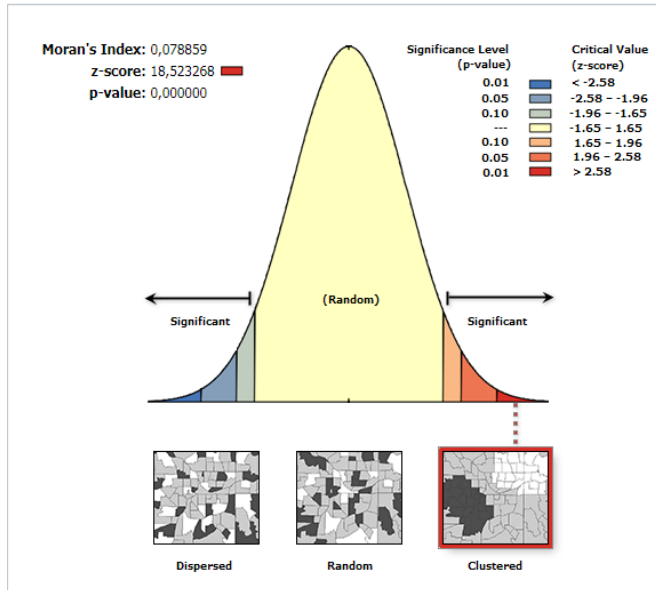 Moran's Index: 0,078859
z-score: 18,523268
p-value: 0,000000
Significance Level
(p-value)
Critical Value
(z-score)
0.01 < -2.58
0.05 -2.58 – -1.96
0.10 -1.96 – -1.65
--- -1.65 – 1.65
0.10 1.65 – 1.96
0.05 1.96 – 2.58
0.01 > 2.58
(Random)
Significant
Significant
Dispersed
Random
Clustered